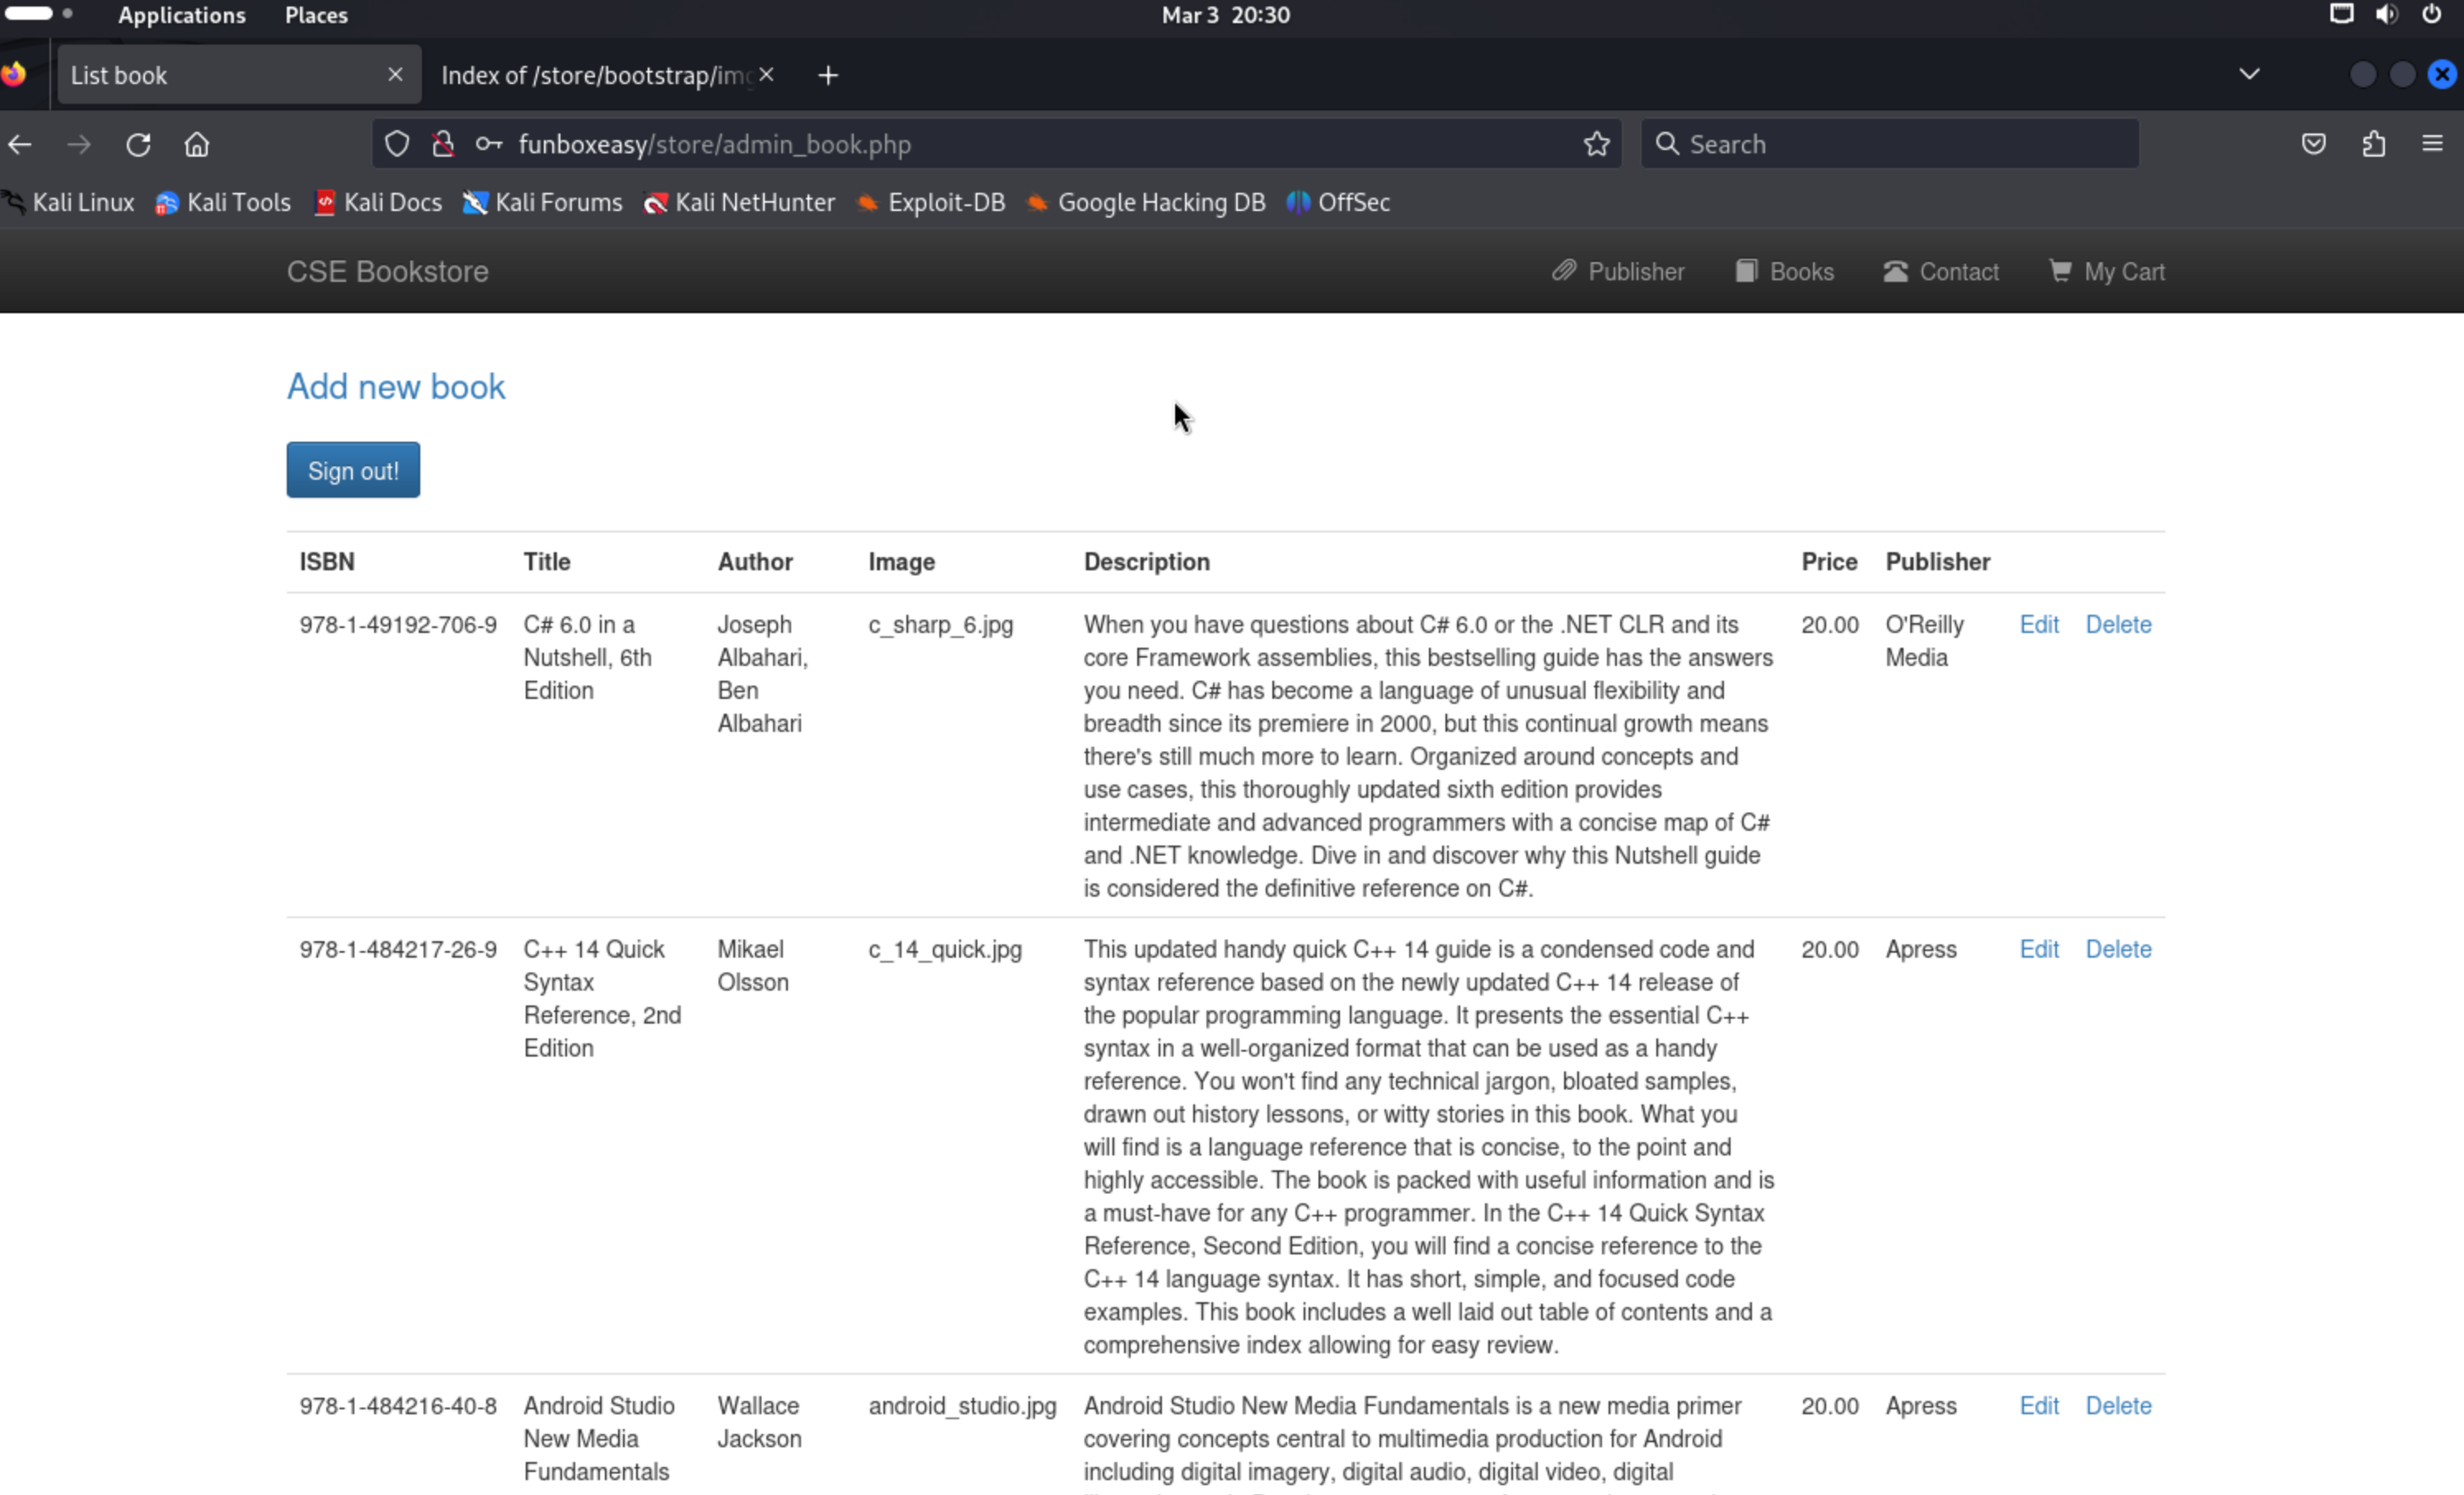 Applications Places Mar 3 20:30
List book Index of /store/bootstrap/img
funboxeasy/store/admin_book.php Search
Kali Linux Kali Tools Kali Docs Kali Forums Kali NetHunter Exploit-DB Google Hacking DB OffSec
CSE Bookstore Publisher Books Contact My Cart
Add new book
Sign out!
ISBN Title Author Image Description Price Publisher
978-1-49192-706-9 C# 6.0 in a Joseph c_sharp_6.jpg When you have questions about C# 6.0 or the .NET CLR and its 20.00 O'Reilly Edit Delete
Nutshell, 6th Albahari, core Framework assemblies, this bestselling guide has the answers Media
Edition Ben you need. C# has become a language of unusual flexibility and
Albahari breadth since its premiere in 2000, but this continual growth means
there's still much more to learn. Organized around concepts and
use cases, this thoroughly updated sixth edition provides
intermediate and advanced programmers with a concise map of C#
and .NET knowledge. Dive in and discover why this Nutshell guide
is considered the definitive reference on C#.
978-1-484217-26-9 C++ 14 Quick Mikael c_14_quick.jpg This updated handy quick C++ 14 guide is a condensed code and 20.00 Apress Edit Delete
Syntax Olsson syntax reference based on the newly updated C++ 14 release of
Reference, 2nd the popular programming language. It presents the essential C++
Edition syntax in a well-organized format that can be used as a handy
reference. You won't find any technical jargon, bloated samples,
drawn out history lessons, or witty stories in this book. What you
will find is a language reference that is concise, to the point and
highly accessible. The book is packed with useful information and is
a must-have for any C++ programmer. In the C++ 14 Quick Syntax
Reference, Second Edition, you will find a concise reference to the
C++ 14 language syntax. It has short, simple, and focused code
examples. This book includes a well laid out table of contents and a
comprehensive index allowing for easy review.
978-1-484216-40-8 Android Studio Wallace android_studio.jpg Android Studio New Media Fundamentals is a new media primer 20.00 Apress Edit Delete
New Media Jackson covering concepts central to multimedia production for Android
Fundamentals including digital imagery, digital audio, digital video, digital